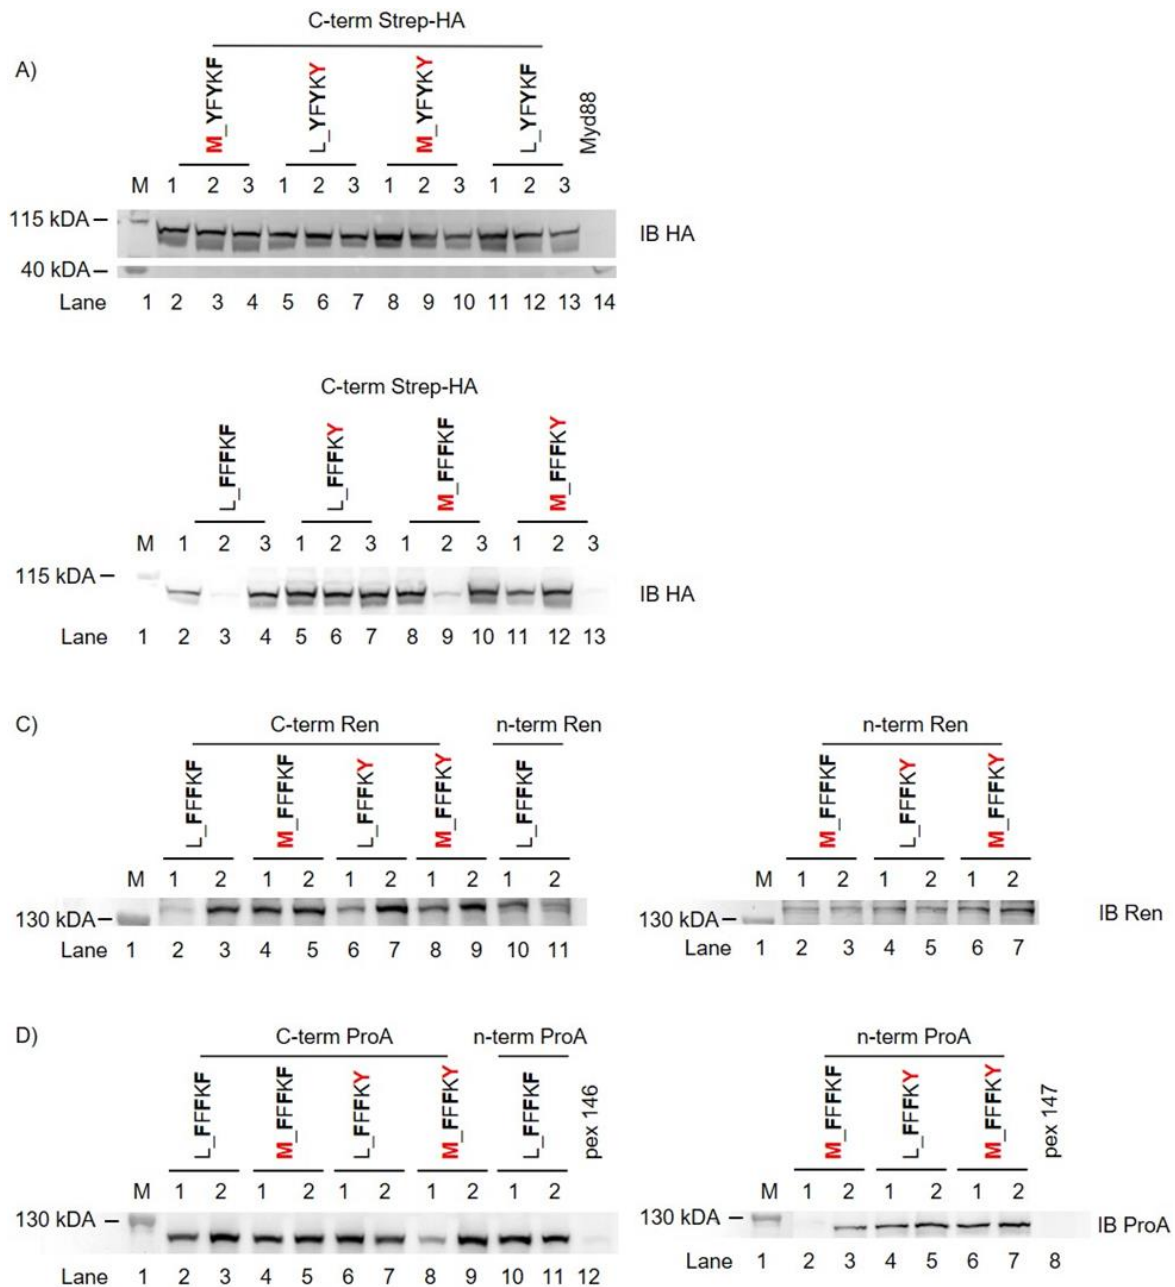 C-term Strep-HA
A)
M_YFYKF L_YFYKY M_YFYKY L_YFYKF Myd88
M 1 2 3 1 2 3 1 2 3 1 2 3
115 kDA
IB HA
40 kDA
Lane 1 2 3 4 5 6 7 8 9 10 11 12 13 14
C-term Strep-HA
L_FFFKF L_FFFKY M_FFFKF M_FFFKY
M 1 2 3 1 2 3 1 2 3 1 2 3
115 kDA
IB HA
Lane 1 2 3 4 5 6 7 8 9 10 11 12 13
C) C-term Ren n-term Ren n-term Ren
L_FFFKF M_FFFKF L_FFFKY M_FFFKY L_FFFKF M_FFFKF L_FFFKY M_FFFKY
M 1 2 1 2 1 2 1 2 1 2 M 1 2 1 2 1 2
130 kDA 130 kDA IB Ren
Lane 1 2 3 4 5 6 7 8 9 10 11 Lane 1 2 3 4 5 6 7
D) C-term ProA n-term ProA n-term ProA
L_FFFKF M_FFFKF L_FFFKY M_FFFKY L_FFFKF pex 146 M_FFFKF L_FFFKY M_FFFKY pex 147
M 1 2 1 2 1 2 1 2 1 2 M 1 2 1 2 1 2
130 kDA 130 kDA IB ProA
Lane 1 2 3 4 5 6 7 8 9 10 11 12 Lane 1 2 3 4 5 6 7 8